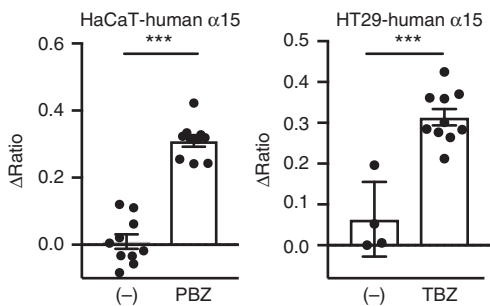 HaCaT-human α15
***
ΔRatio
0.6
0.4
0.2
0.0
(–) PBZ
HT29-human α15
***
ΔRatio
0.5
0.4
0.3
0.2
0.1
0.0
(–) TBZ